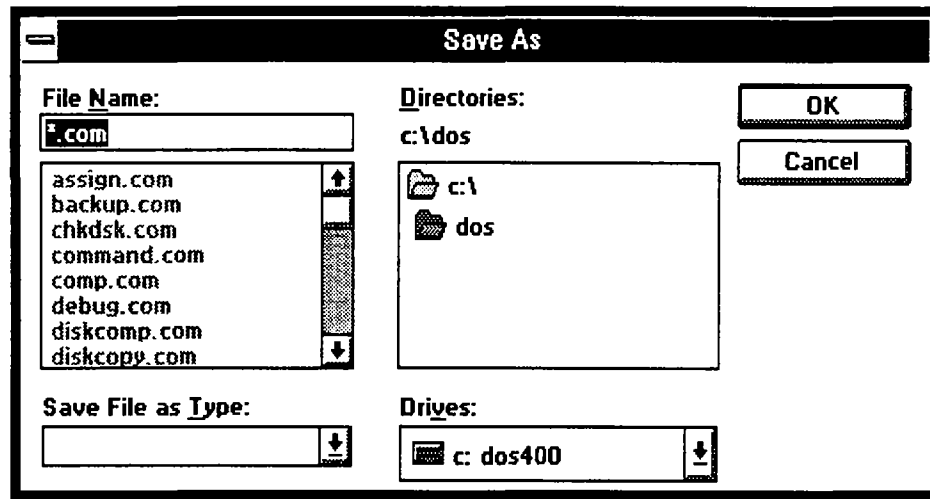 Save As
File Name:
*.com
assign.com
backup.com
chkdsk.com
command.com
comp.com
debug.com
diskcomp.com
diskcopy.com
Save File as Type:
Directories:
c:\dos
c:\
dos
Drives:
c: dos400
OK
Cancel